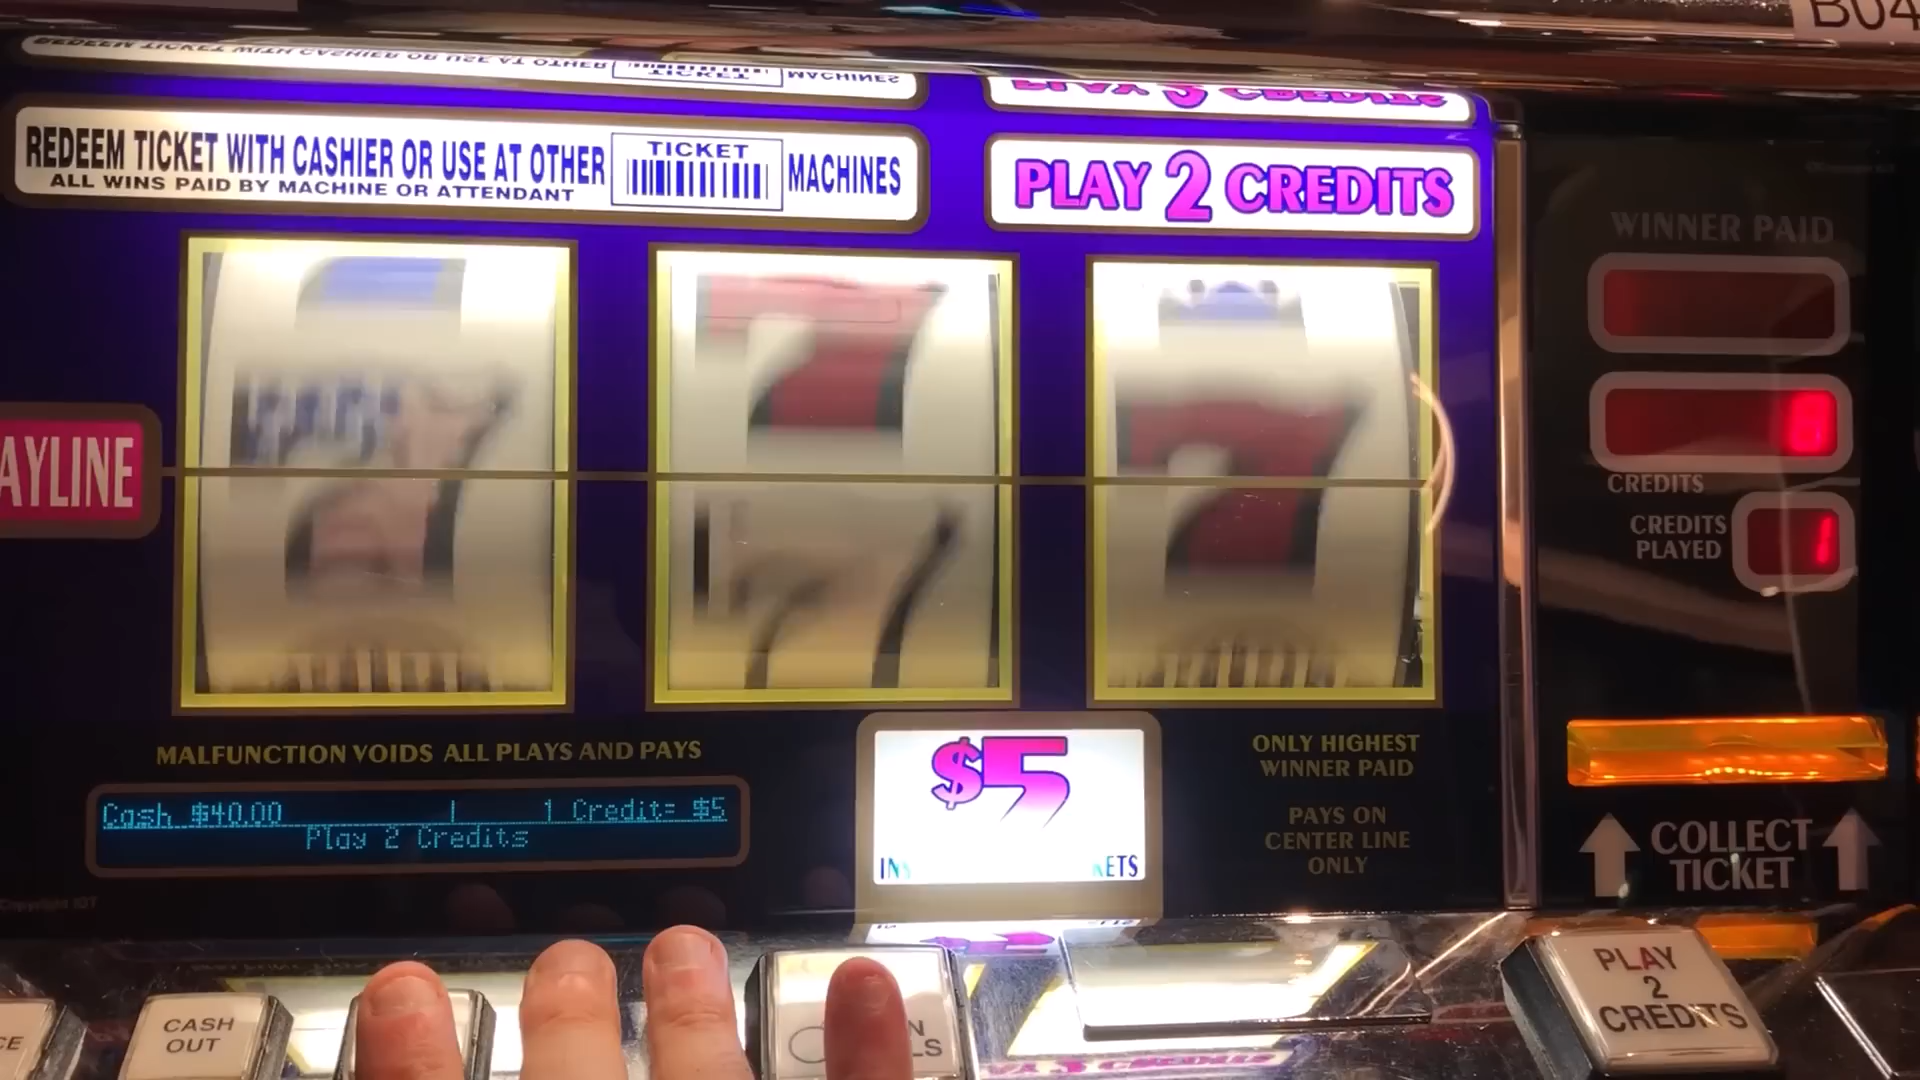 B04
REDEEM TICKET WITH CASHIER OR USE AT OTHER
ALL WINS PAID BY MACHINE OR ATTENDANT
TICKET
MACHINES
PLAY 2 CREDITS
WINNER PAID
8
CREDITS
CREDITS
PLAYED
1
AYLINE
MALFUNCTION VOIDS ALL PLAYS AND PAYS
Cash $40.00 | 1 Credit= $5
Play 2 Credits
$5
ONLY HIGHEST
WINNER PAID
PAYS ON
CENTER LINE
ONLY
COLLECT
TICKET
CASH
OUT
PLAY
2
CREDITS